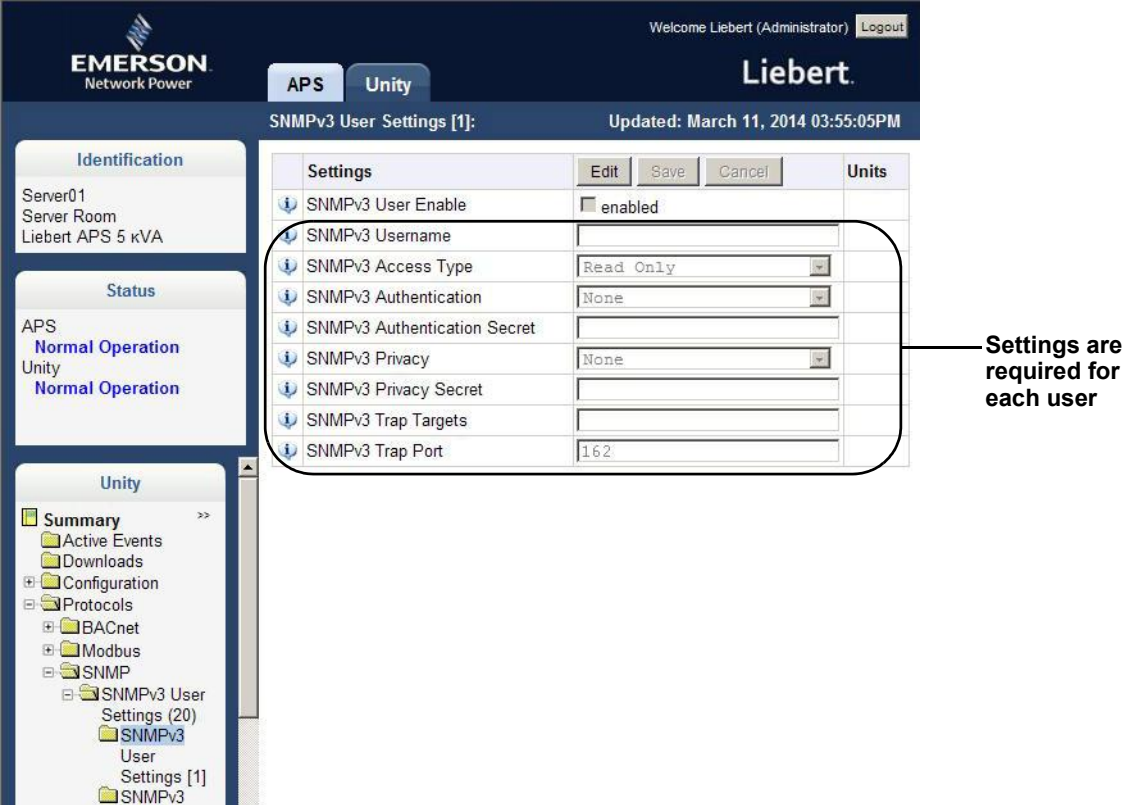 Welcome Liebert (Administrator) Logout
EMERSON
Network Power
APS Unity
Liebert.
SNMPv3 User Settings [1]: Updated: March 11, 2014 03:55:05PM
Identification
Server01
Server Room
Liebert APS 5 κVA
Status
APS
Normal Operation
Unity
Normal Operation
Unity
Summary >>
Active Events
Downloads
Configuration
Protocols
BACnet
Modbus
SNMP
SNMPv3 User
Settings (20)
SNMPv3
User
Settings [1]
SNMPv3
Settings Edit Save Cancel Units
SNMPv3 User Enable enabled
SNMPv3 Username
SNMPv3 Access Type Read Only
SNMPv3 Authentication None
SNMPv3 Authentication Secret
SNMPv3 Privacy None
SNMPv3 Privacy Secret
SNMPv3 Trap Targets
SNMPv3 Trap Port 162
Settings are
required for
each user